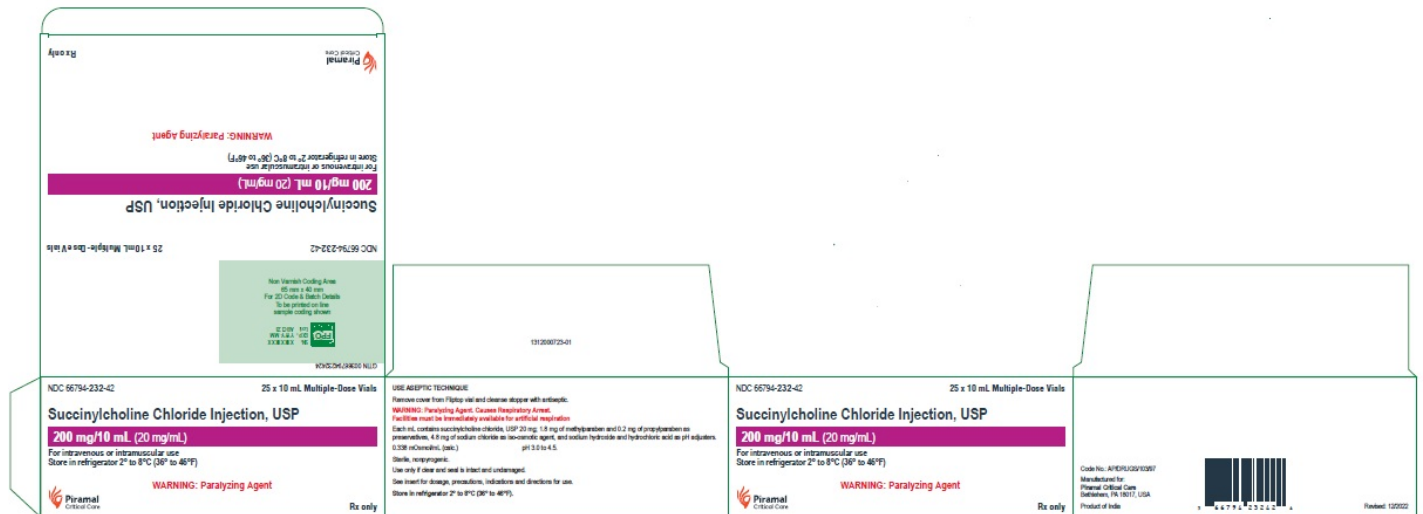 Rx only
Piramal
Critical Care
WARNING: Paralyzing Agent
Store in refrigerator 2° to 8°C (36° to 46°F)
For intravenous or intramuscular use
200 mg/10 mL (20 mg/mL)
Succinylcholine Chloride Injection, USP
25 x 10mL Multiple-Dose Vials
NDC 66794-232-42
Non Varnish Coding Area
65 mm x 40 mm
For 2D Code & Batch Details
To be printed on line
sample coding shown
1312000723-01
NDC 66794-232-42
25 x 10 mL Multiple-Dose Vials
Succinylcholine Chloride Injection, USP
200 mg/10 mL (20 mg/mL)
For intravenous or intramuscular use
Store in refrigerator 2° to 8°C (36° to 46°F)
WARNING: Paralyzing Agent
Piramal
Critical Care
Rx only
USE ASEPTIC TECHNIQUE
Remove cover from Fliptop vial and cleanse stopper with antiseptic.
WARNING: Paralyzing Agent. Causes Respiratory Arrest.
Facilities must be immediately available for artificial respiration
Each mL contains succinylcholine chloride, USP 20 mg; 1.8 mg of methylparaben and 0.2 mg of propylparaben as
preservatives, 4.8 mg of sodium chloride as iso-osmotic agent, and sodium hydroxide and hydrochloric acid as pH adjusters.
0.338 mOsmol/mL (calc.) pH 3.0 to 4.5.
Sterile, nonpyrogenic.
Use only if clear and seal is intact and undamaged.
See insert for dosage, precautions, indications and directions for use.
Store in refrigerator 2° to 8°C (36° to 46°F).
NDC 66794-232-42
25 x 10 mL Multiple-Dose Vials
Succinylcholine Chloride Injection, USP
200 mg/10 mL (20 mg/mL)
For intravenous or intramuscular use
Store in refrigerator 2° to 8°C (36° to 46°F)
WARNING: Paralyzing Agent
Piramal
Critical Care
Rx only
Code No.: AP/DRUGS/103/97
Manufactured for:
Piramal Critical Care
Bethlehem, PA 18017, USA
Product of India
Revised: 12/2022